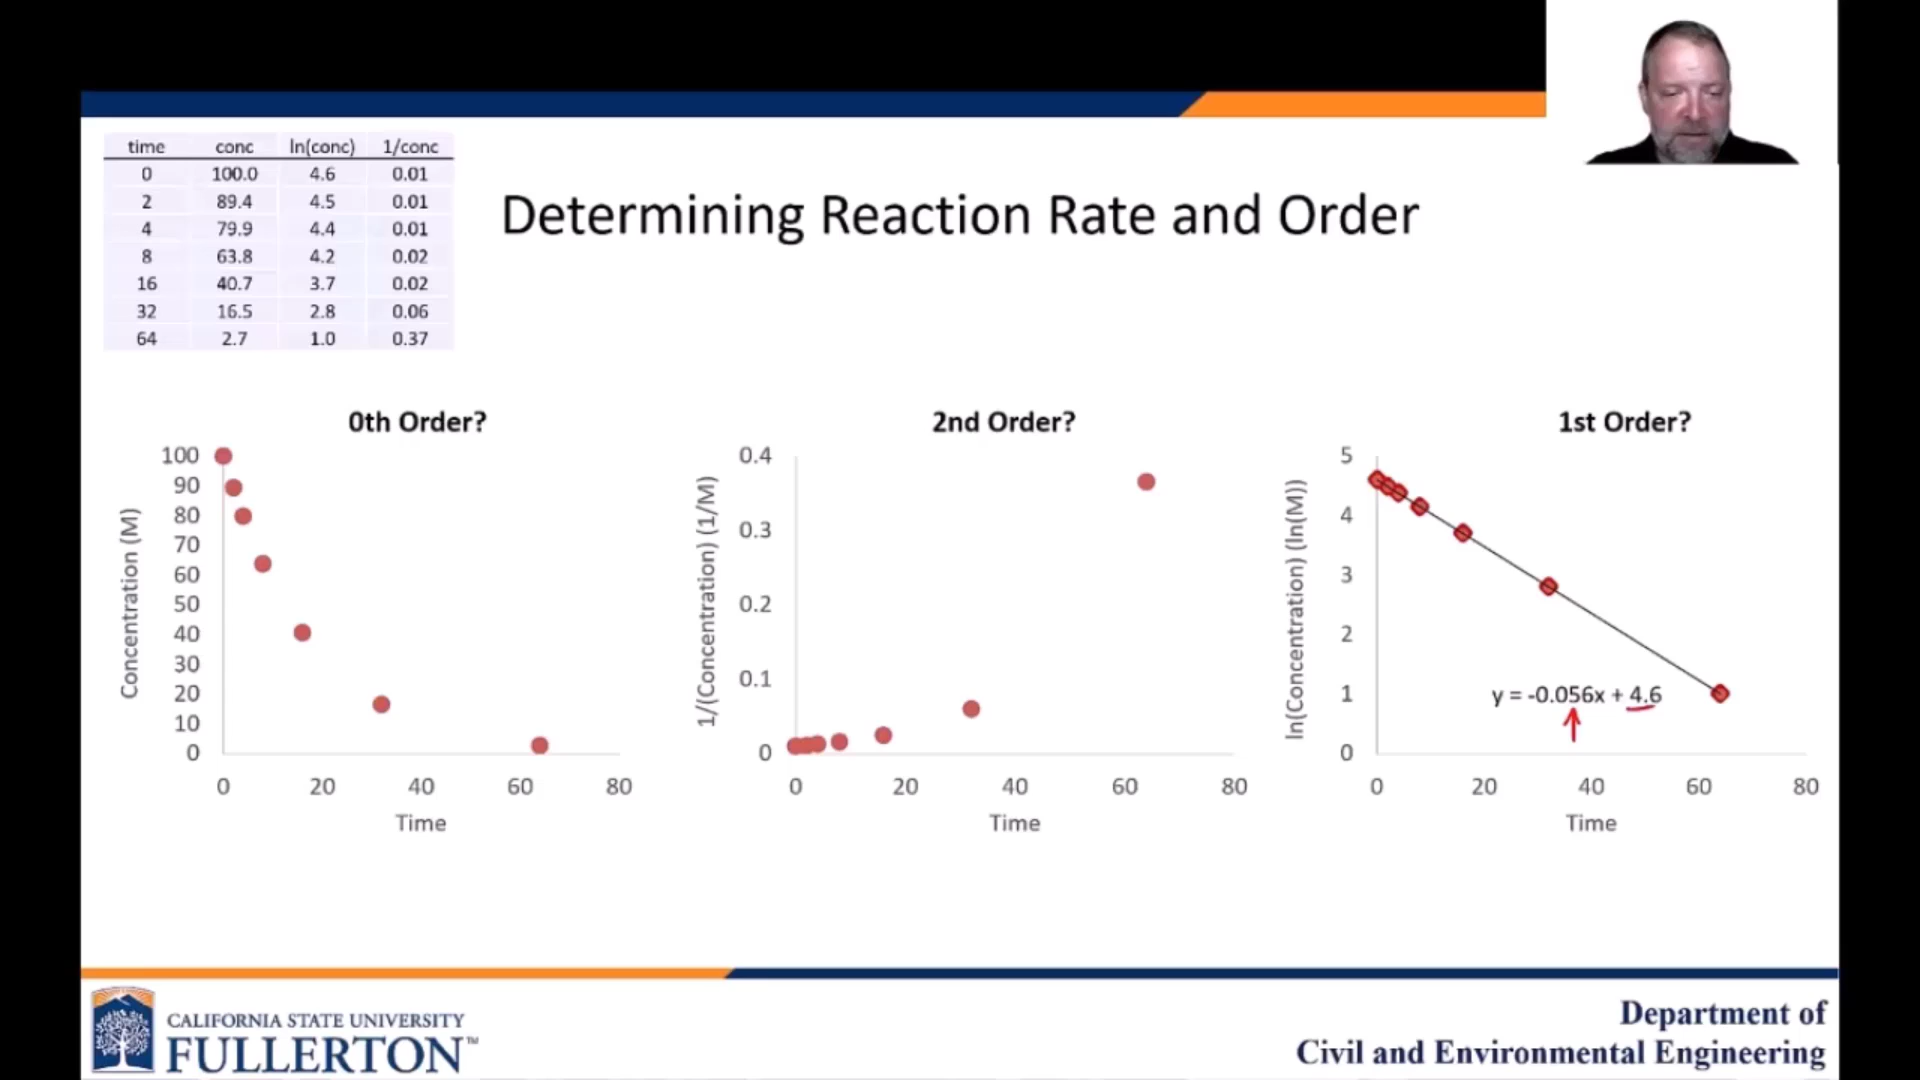 time conc ln(conc) 1/conc
0 100.0 4.6 0.01
2 89.4 4.5 0.01
4 79.9 4.4 0.01
8 63.8 4.2 0.02
16 40.7 3.7 0.02
32 16.5 2.8 0.06
64 2.7 1.0 0.37
Determining Reaction Rate and Order
0th Order?
100
90
80
70
60
50
40
30
20
10
0
Concentration (M)
0 20 40 60 80
Time
2nd Order?
0.4
0.3
0.2
0.1
0
1/(Concentration) (1/M)
0 20 40 60 80
Time
1st Order?
5
4
3
2
1
0
ln(Concentration) (ln(M))
y = -0.056x + 4.6
0 20 40 60 80
Time
CALIFORNIA STATE UNIVERSITY
FULLERTON™
Department of
Civil and Environmental Engineering